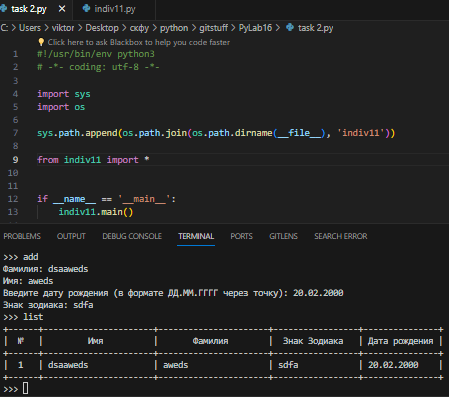 task 2.py × indiv11.py
C: > Users > viktor > Desktop > скфу > python > gitstuff > PyLab16 > task 2.py > ...
Click here to ask Blackbox to help you code faster
1 #!/usr/bin/env python3
2 # -*- coding: utf-8 -*-
3
4 import sys
5 import os
6
7 sys.path.append(os.path.join(os.path.dirname(__file__), 'indiv11'))
8
9 from indiv11 import *
10
11
12 if __name__ == '__main__':
13 indiv11.main()
PROBLEMS OUTPUT DEBUG CONSOLE TERMINAL PORTS GITLENS SEARCH ERROR
>>> add
Фамилия: dsaaweds
Имя: aweds
Введите дату рождения (в формате ДД.ММ.ГГГГ через точку): 20.02.2000
Знак зодиака: sdfa
>>> list
| № | Имя | Фамилия | Знак Зодиака | Дата рождения |
| 1 | dsaaweds | aweds | sdfa | 20.02.2000 |
>>>